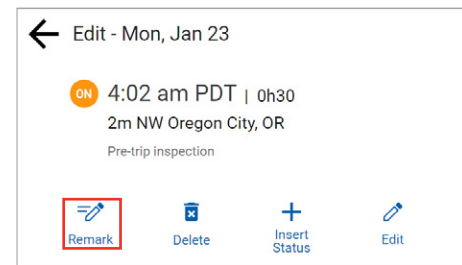 Edit - Mon, Jan 23
ON 4:02 am PDT | 0h30
2m NW Oregon City, OR
Pre-trip inspection
Remark Delete Insert Status Edit